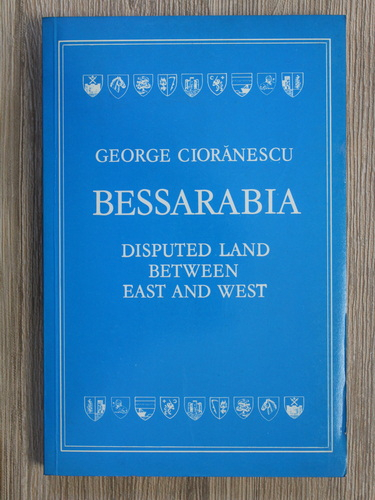 GEORGE CIORĂNESCU
BESSARABIA
DISPUTED LAND
BETWEEN
EAST AND WEST